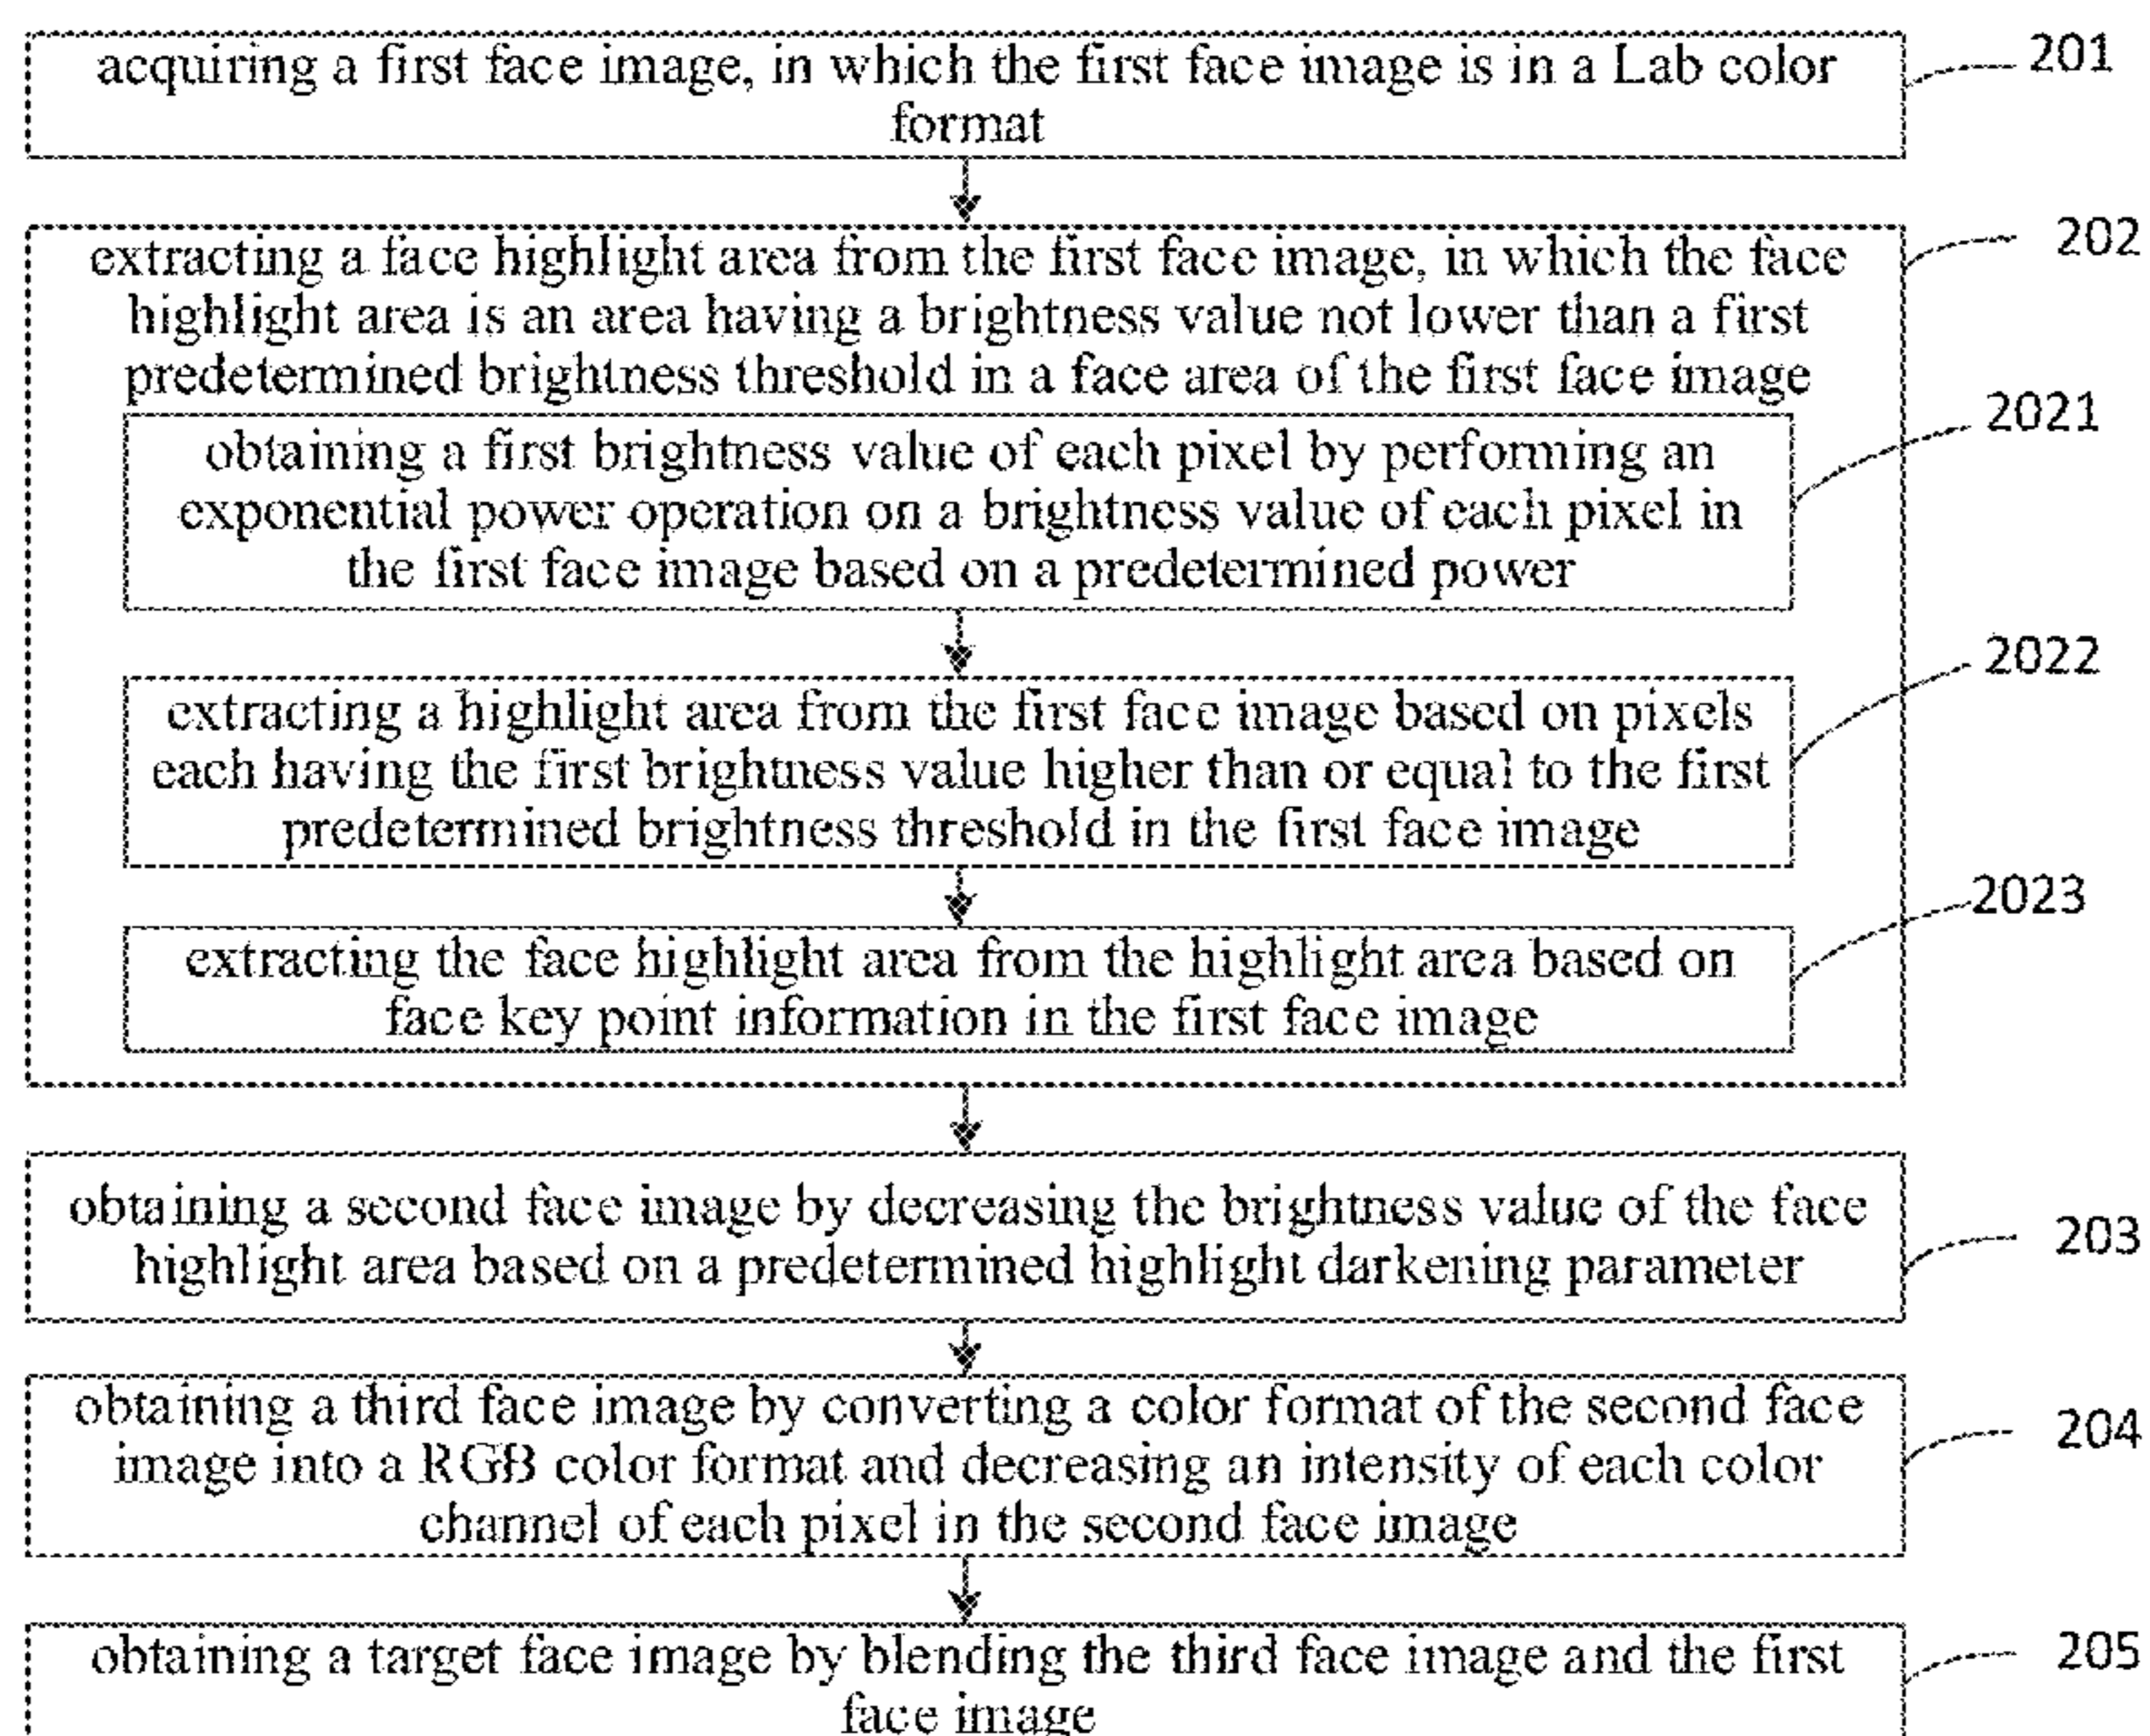 acquiring a first face image, in which the first face image is in a Lab color
format
201
extracting a face highlight area from the first face image, in which the face
highlight area is an area having a brightness value not lower than a first
predetermined brightness threshold in a face area of the first face image
202
obtaining a first brightness value of each pixel by performing an
exponential power operation on a brightness value of each pixel in
the first face image based on a predetermined power
2021
extracting a highlight area from the first face image based on pixels
each having the first brightness value higher than or equal to the first
predetermined brightness threshold in the first face image
2022
extracting the face highlight area from the highlight area based on
face key point information in the first face image
2023
obtaining a second face image by decreasing the brightness value of the face
highlight area based on a predetermined highlight darkening parameter
203
obtaining a third face image by converting a color format of the second face
image into a RGB color format and decreasing an intensity of each color
channel of each pixel in the second face image
204
obtaining a target face image by blending the third face image and the first
face image
205